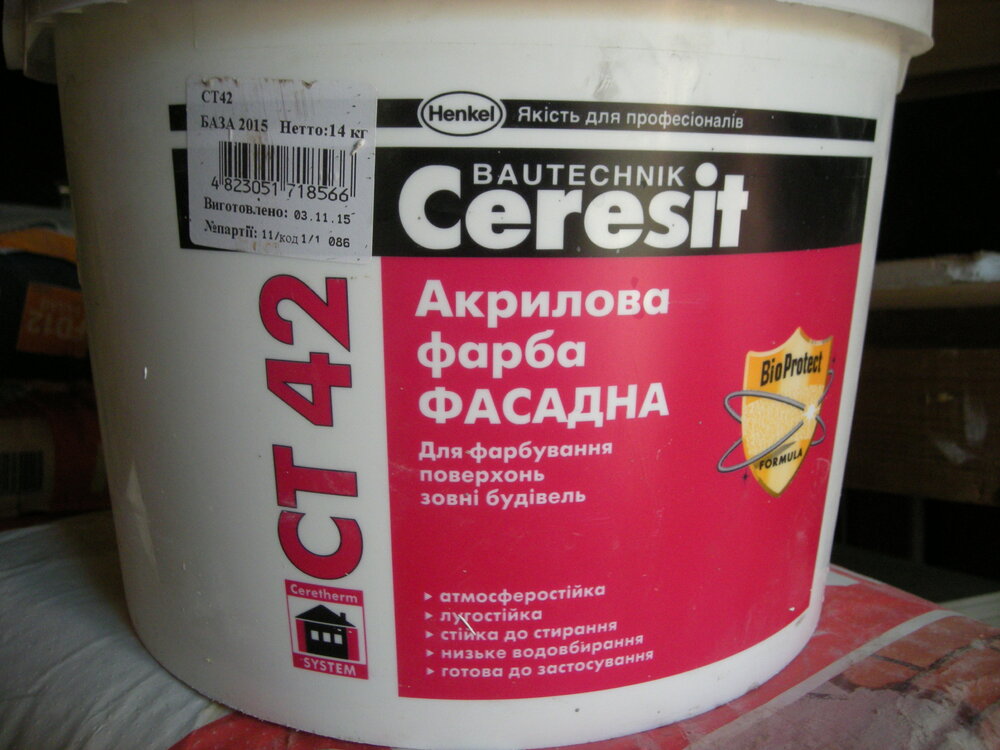 СТ42
БАЗА 2015 Нетто:14 кг
4 823051 718566
Виготовлено: 03.11.15
№партії: 11/код 1/1 086
Henkel Якість для професіоналів
BAUTECHNIK
Ceresit
CT 42
Акрилова
фарба
ФАСАДНА
Для фарбування
поверхонь
зовні будівель
BioProtect
FORMULA
атмосферостійка
лугостійка
стійка до стирання
низьке водовбирання
готова до застосування
Ceretherm
SYSTEM